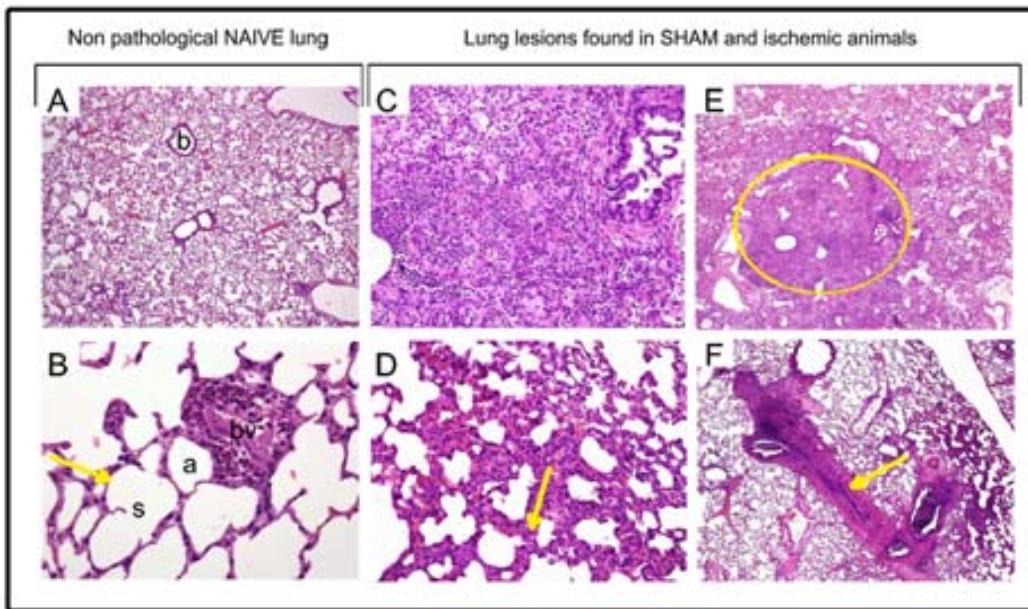 Non pathological NAIVE lung
Lung lesions found in SHAM and ischemic animals
A
b
C
E
B
bv
a
s
D
F